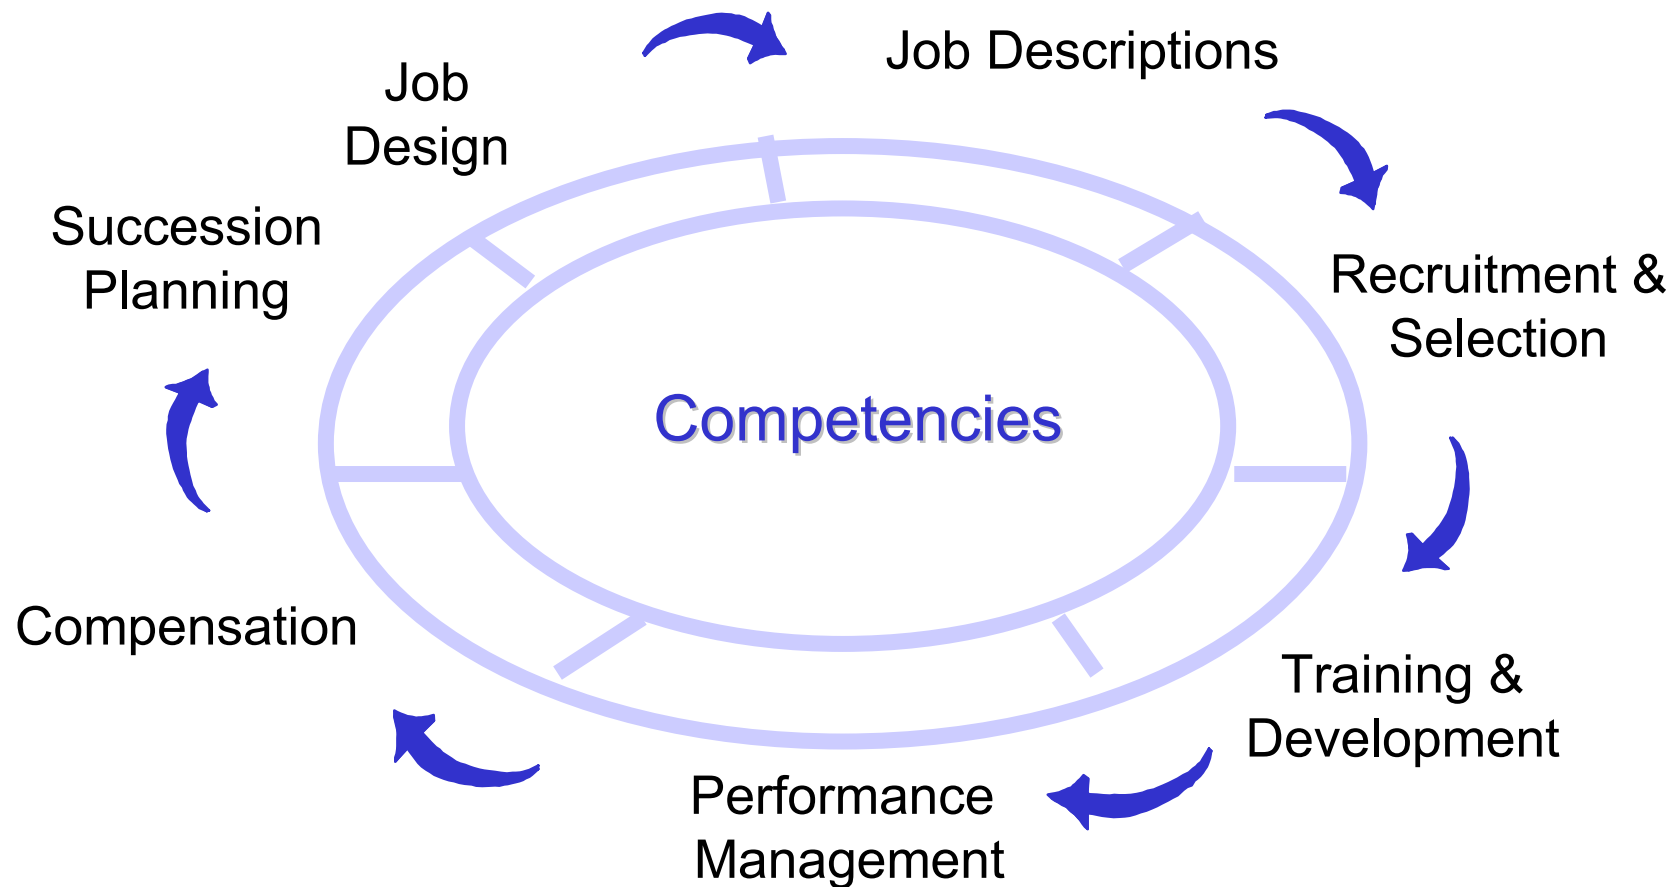 Job
Design
Job Descriptions
Recruitment &
Selection
Training &
Development
Performance
Management
Compensation
Succession
Planning
Competencies